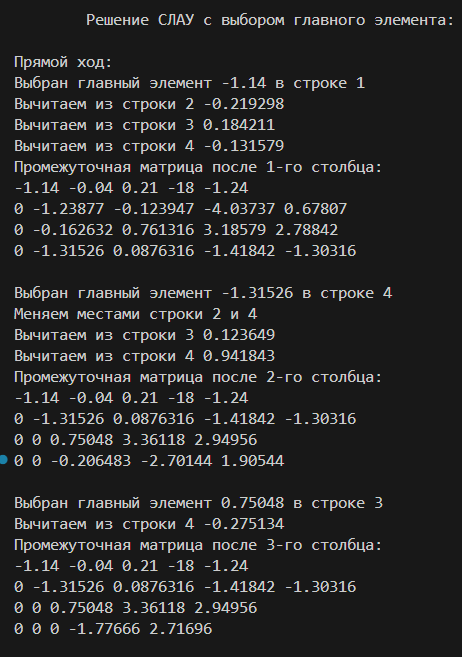 Решение СЛАУ с выбором главного элемента:
Прямой ход:
Выбран главный элемент -1.14 в строке 1
Вычитаем из строки 2 -0.219298
Вычитаем из строки 3 0.184211
Вычитаем из строки 4 -0.131579
Промежуточная матрица после 1-го столбца:
-1.14 -0.04 0.21 -18 -1.24
0 -1.23877 -0.123947 -4.03737 0.67807
0 -0.162632 0.761316 3.18579 2.78842
0 -1.31526 0.0876316 -1.41842 -1.30316
Выбран главный элемент -1.31526 в строке 4
Меняем местами строки 2 и 4
Вычитаем из строки 3 0.123649
Вычитаем из строки 4 0.941843
Промежуточная матрица после 2-го столбца:
-1.14 -0.04 0.21 -18 -1.24
0 -1.31526 0.0876316 -1.41842 -1.30316
0 0 0.75048 3.36118 2.94956
0 0 -0.206483 -2.70144 1.90544
Выбран главный элемент 0.75048 в строке 3
Вычитаем из строки 4 -0.275134
Промежуточная матрица после 3-го столбца:
-1.14 -0.04 0.21 -18 -1.24
0 -1.31526 0.0876316 -1.41842 -1.30316
0 0 0.75048 3.36118 2.94956
0 0 0 -1.77666 2.71696